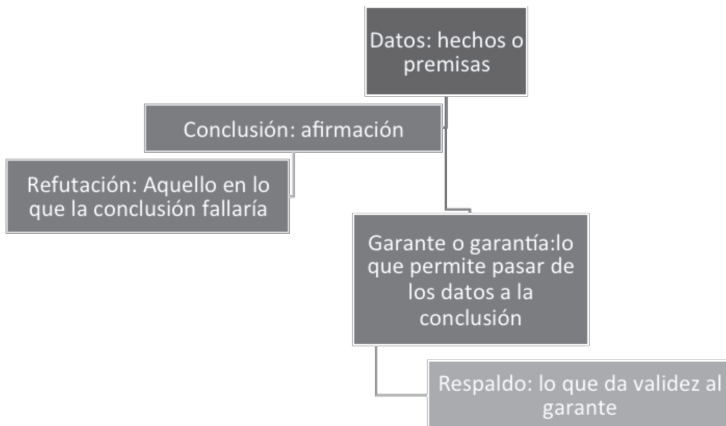 Datos: hechos o
premisas
Conclusión: afirmación
Refutación: Aquello en lo
que la conclusión fallaría
Garante o garantía:lo
que permite pasar de
los datos a la
conclusión
Respaldo: lo que da validez al
garante